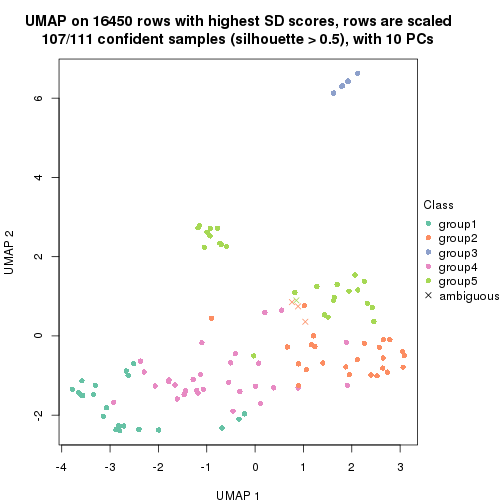 UMAP on 16450 rows with highest SD scores, rows are scaled
107/111 confident samples (silhouette > 0.5), with 10 PCs
6
4
2
0
-2
UMAP 2
-4
-3
-2
-1
0
1
2
3
UMAP 1
Class
group1
group2
group3
group4
group5
ambiguous